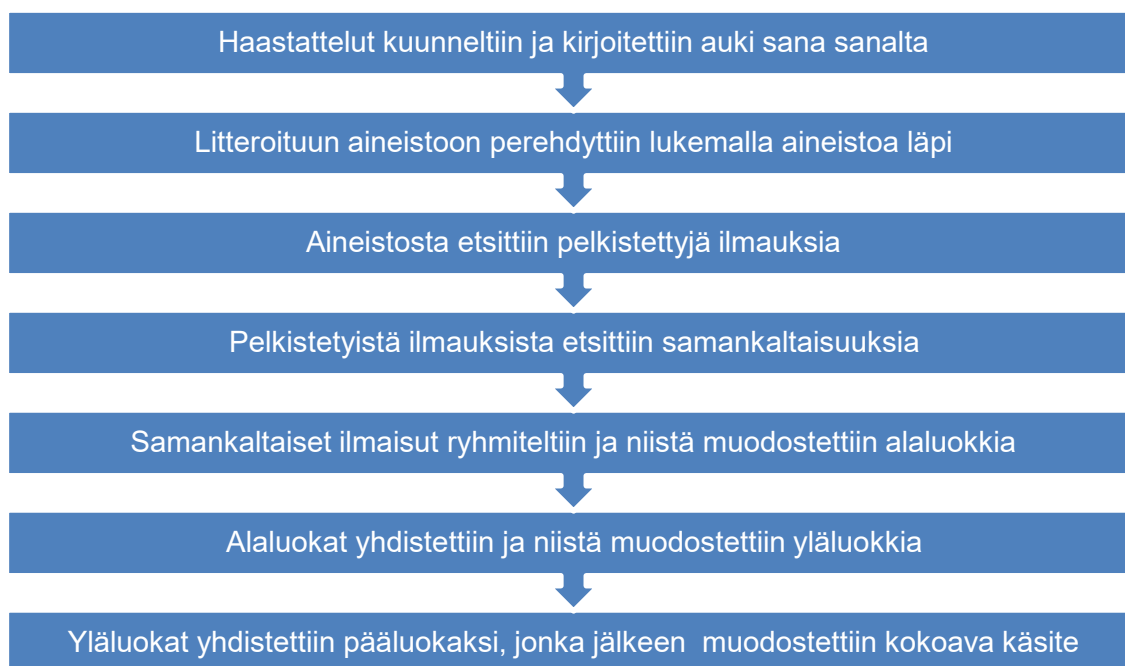 Haastattelut kuunneltiin ja kirjoitettiin auki sana sanalta
Litteroituun aineistoon perehdyttiin lukemalla aineistoa läpi
Aineistosta etsittiin pelkistettyjä ilmauksia
Pelkistetyistä ilmauksista etsittiin samankaltaisuuksia
Samankaltaiset ilmaisut ryhmiteltiin ja niistä muodostettiin alaluokkia
Alaluokat yhdistettiin ja niistä muodostettiin yläluokkia
Yläluokat yhdistettiin pääluokaksi, jonka jälkeen  muodostettiin kokoava käsite